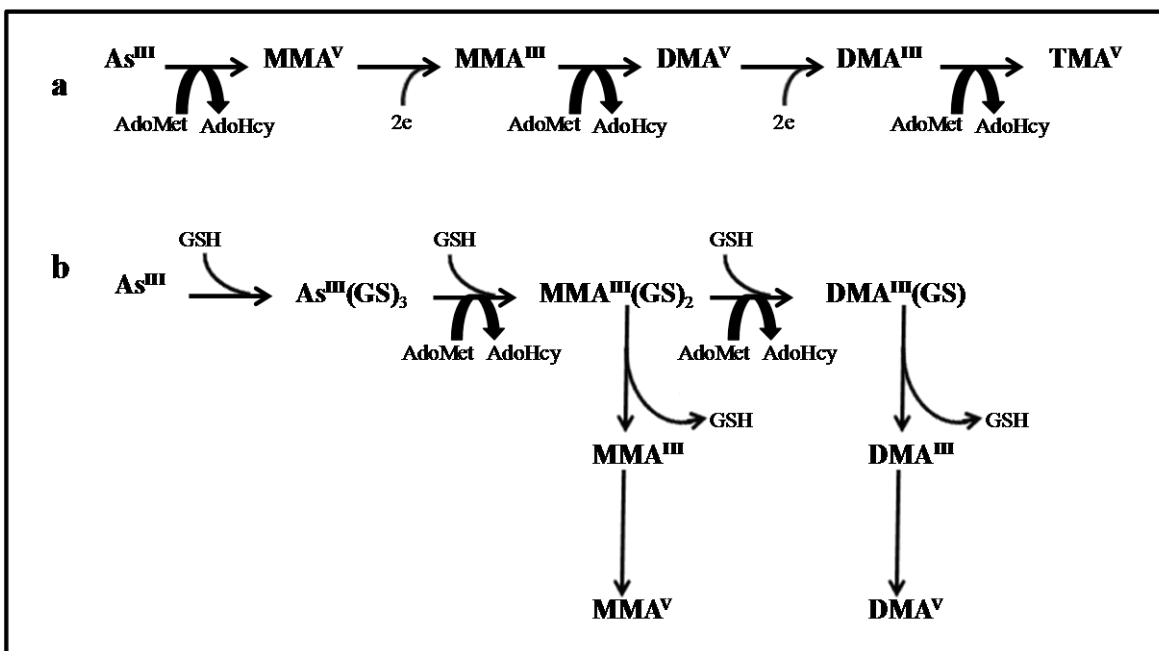 As^III MMA^V MMA^III DMA^V DMA^III TMA^V
a
AdoMet AdoHcy 2e AdoMet AdoHcy 2e AdoMet AdoHcy
GSH GSH GSH
b
As^III As^III(GS)₃ MMA^III(GS)₂ DMA^III(GS)
AdoMet AdoHcy AdoMet AdoHcy
GSH GSH
MMA^III DMA^III
MMA^V DMA^V